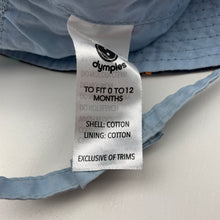 dymples
TO FIT 0 TO 12
MONTHS
SHELL: COTTON
LINING: COTTON
EXCLUSIVE OF TRIMS